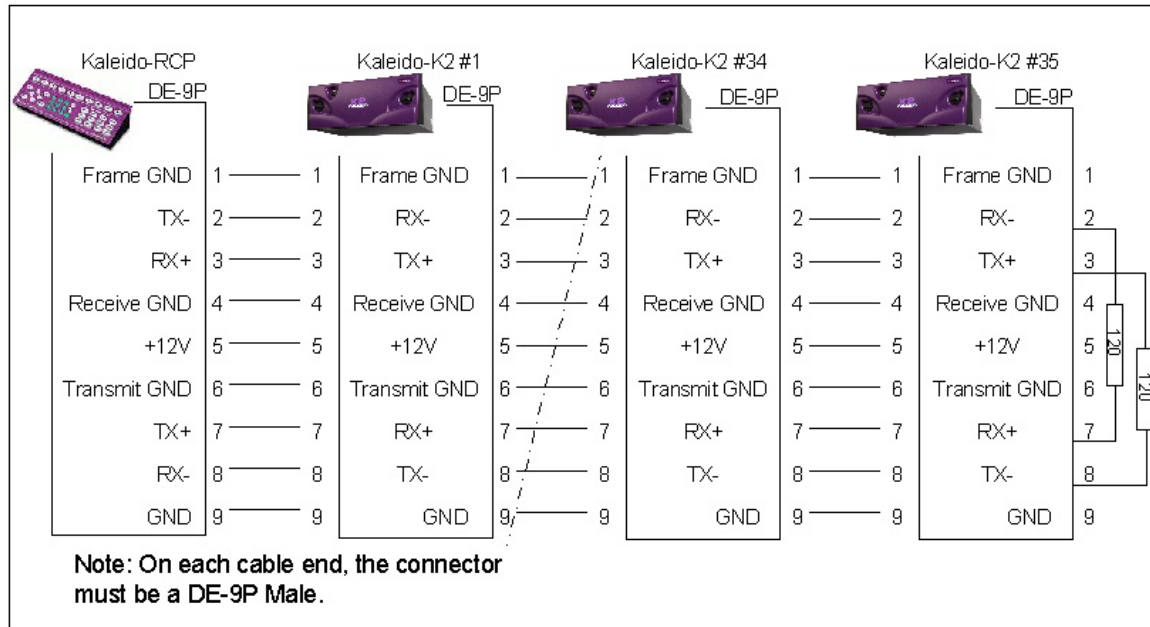 Kaleido-RCP Kaleido-K2 #1 Kaleido-K2 #34 Kaleido-K2 #35
DE-9P DE-9P DE-9P DE-9P
Frame GND 1 1 Frame GND 1 1 Frame GND 1 1 Frame GND 1
TX- 2 2 RX- 2 2 RX- 2 2 RX- 2
RX+ 3 3 TX+ 3 3 TX+ 3 3 TX+ 3
Receive GND 4 4 Receive GND 4 4 Receive GND 4 4 Receive GND 4
+12V 5 5 +12V 5 5 +12V 5 5 +12V 5 120
Transmit GND 6 6 Transmit GND 6 6 Transmit GND 6 6 Transmit GND 6 120
TX+ 7 7 RX+ 7 7 RX+ 7 7 RX+ 7
RX- 8 8 TX- 8 8 TX- 8 8 TX- 8
GND 9 9 GND 9 9 GND 9 9 GND 9
Note: On each cable end, the connector
must be a DE-9P Male.